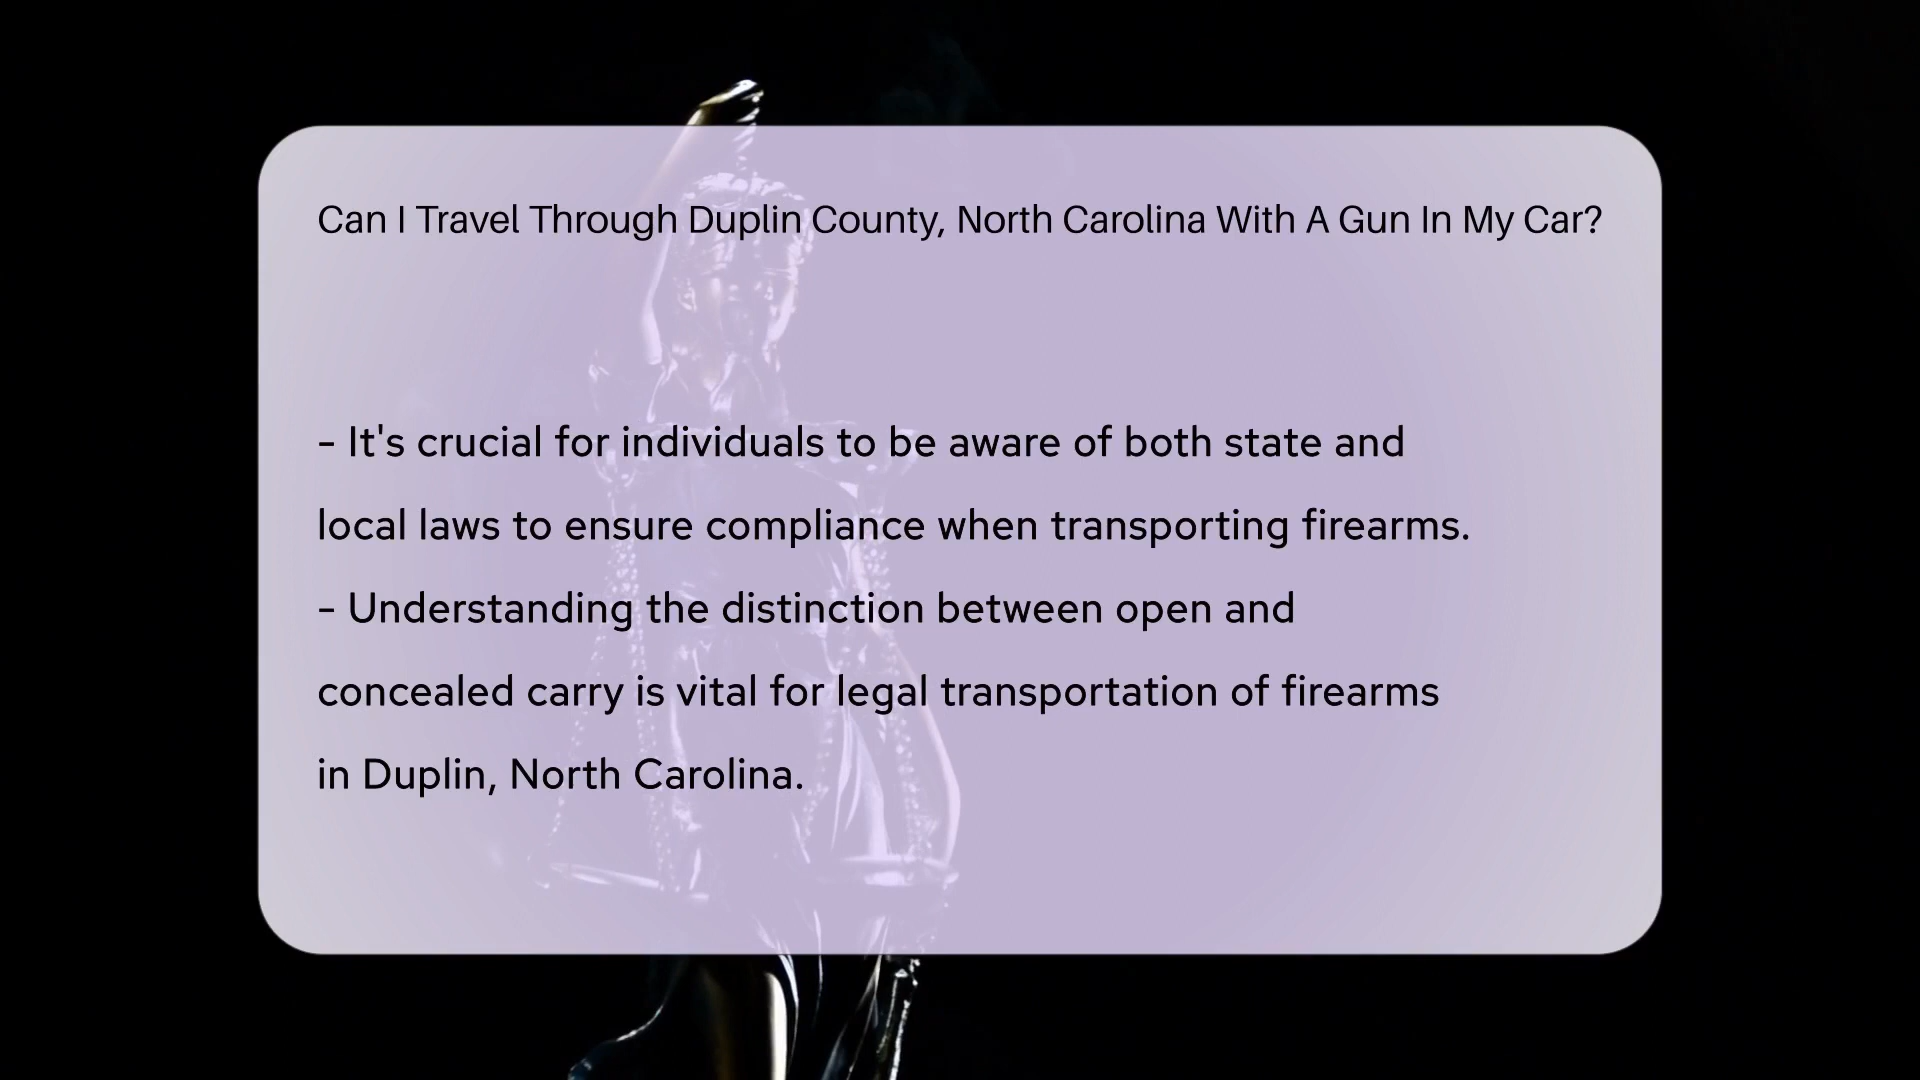 Can I Travel Through Duplin County, North Carolina With A Gun In My Car?
- It's crucial for individuals to be aware of both state and
local laws to ensure compliance when transporting firearms.
- Understanding the distinction between open and
concealed carry is vital for legal transportation of firearms
in Duplin, North Carolina.